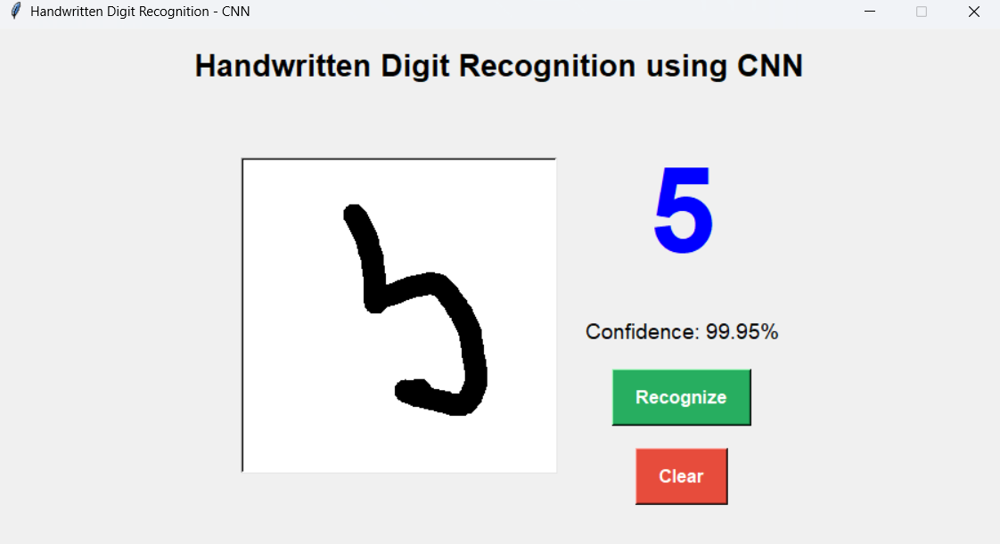 Handwritten Digit Recognition - CNN
Handwritten Digit Recognition using CNN
5
5
Confidence: 99.95%
Recognize
Clear